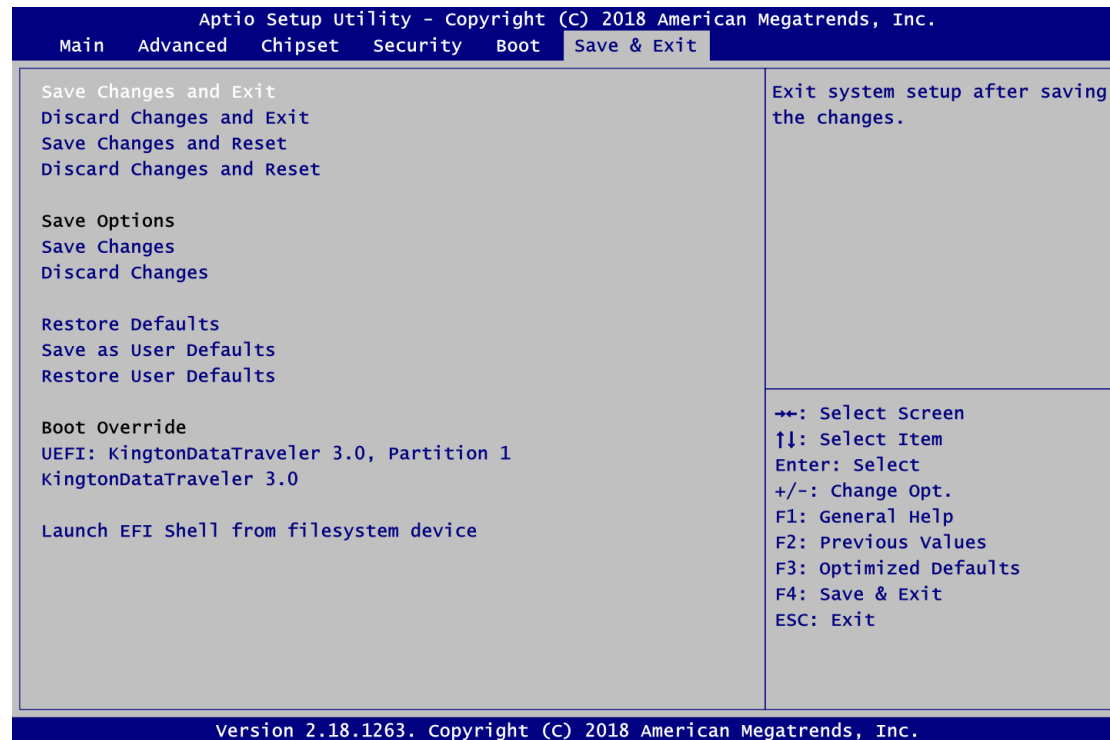 Aptio Setup Utility – Copyright (C) 2018 American Megatrends, Inc.
Main Advanced Chipset Security Boot Save & Exit
Save Changes and Exit
Discard Changes and Exit
Save Changes and Reset
Discard Changes and Reset
Save Options
Save Changes
Discard Changes
Restore Defaults
Save as User Defaults
Restore User Defaults
Boot Override
UEFI: KingtonDataTraveler 3.0, Partition 1
KingtonDataTraveler 3.0
Launch EFI Shell from filesystem device
Exit system setup after saving
the changes.
→←: Select Screen
↑↓: Select Item
Enter: Select
+/-: Change Opt.
F1: General Help
F2: Previous Values
F3: Optimized Defaults
F4: Save & Exit
ESC: Exit
Version 2.18.1263. Copyright (C) 2018 American Megatrends, Inc.